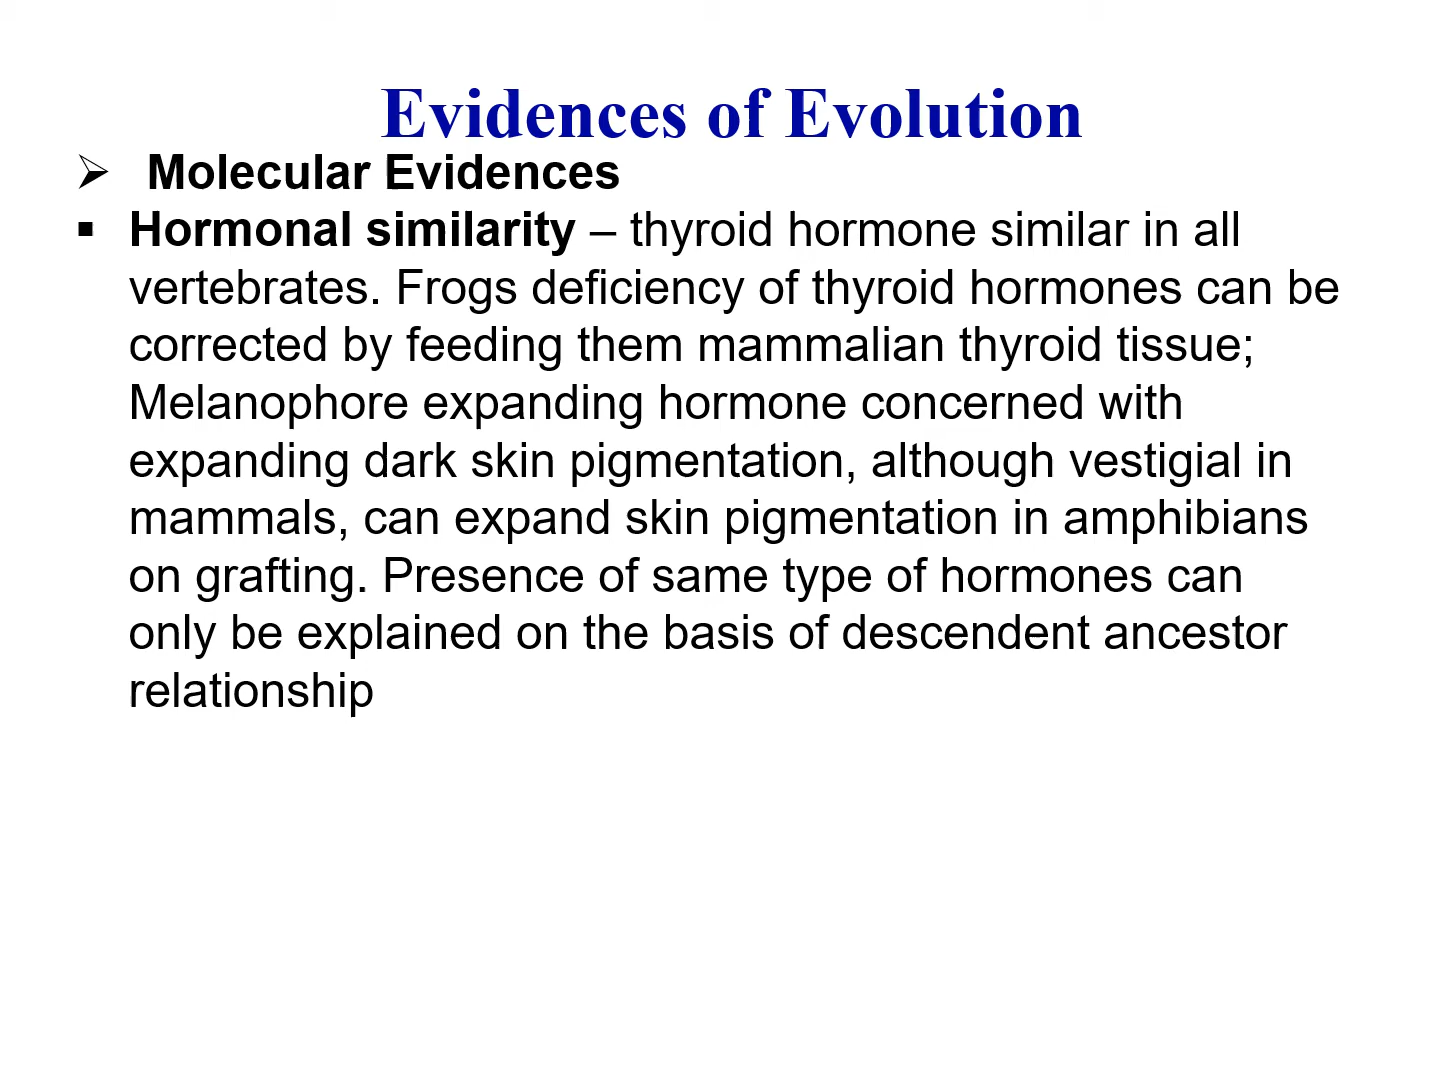 Evidences of Evolution
➢ Molecular Evidences
▪ Hormonal similarity – thyroid hormone similar in all
vertebrates. Frogs deficiency of thyroid hormones can be
corrected by feeding them mammalian thyroid tissue;
Melanophore expanding hormone concerned with
expanding dark skin pigmentation, although vestigial in
mammals, can expand skin pigmentation in amphibians
on grafting. Presence of same type of hormones can
only be explained on the basis of descendent ancestor
relationship